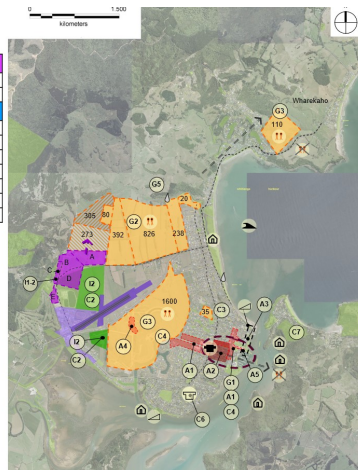 0 1 500
kilometers
Wharekaho
G3
110
G5
20
305
80
G2
273
392
826
238
B
A
C
I1-2
D
I2
C2
1600
35
C3
A3
G3
C4
C7
I2
A4
C2
A1
A2
G1
A5
A1
C4
C6